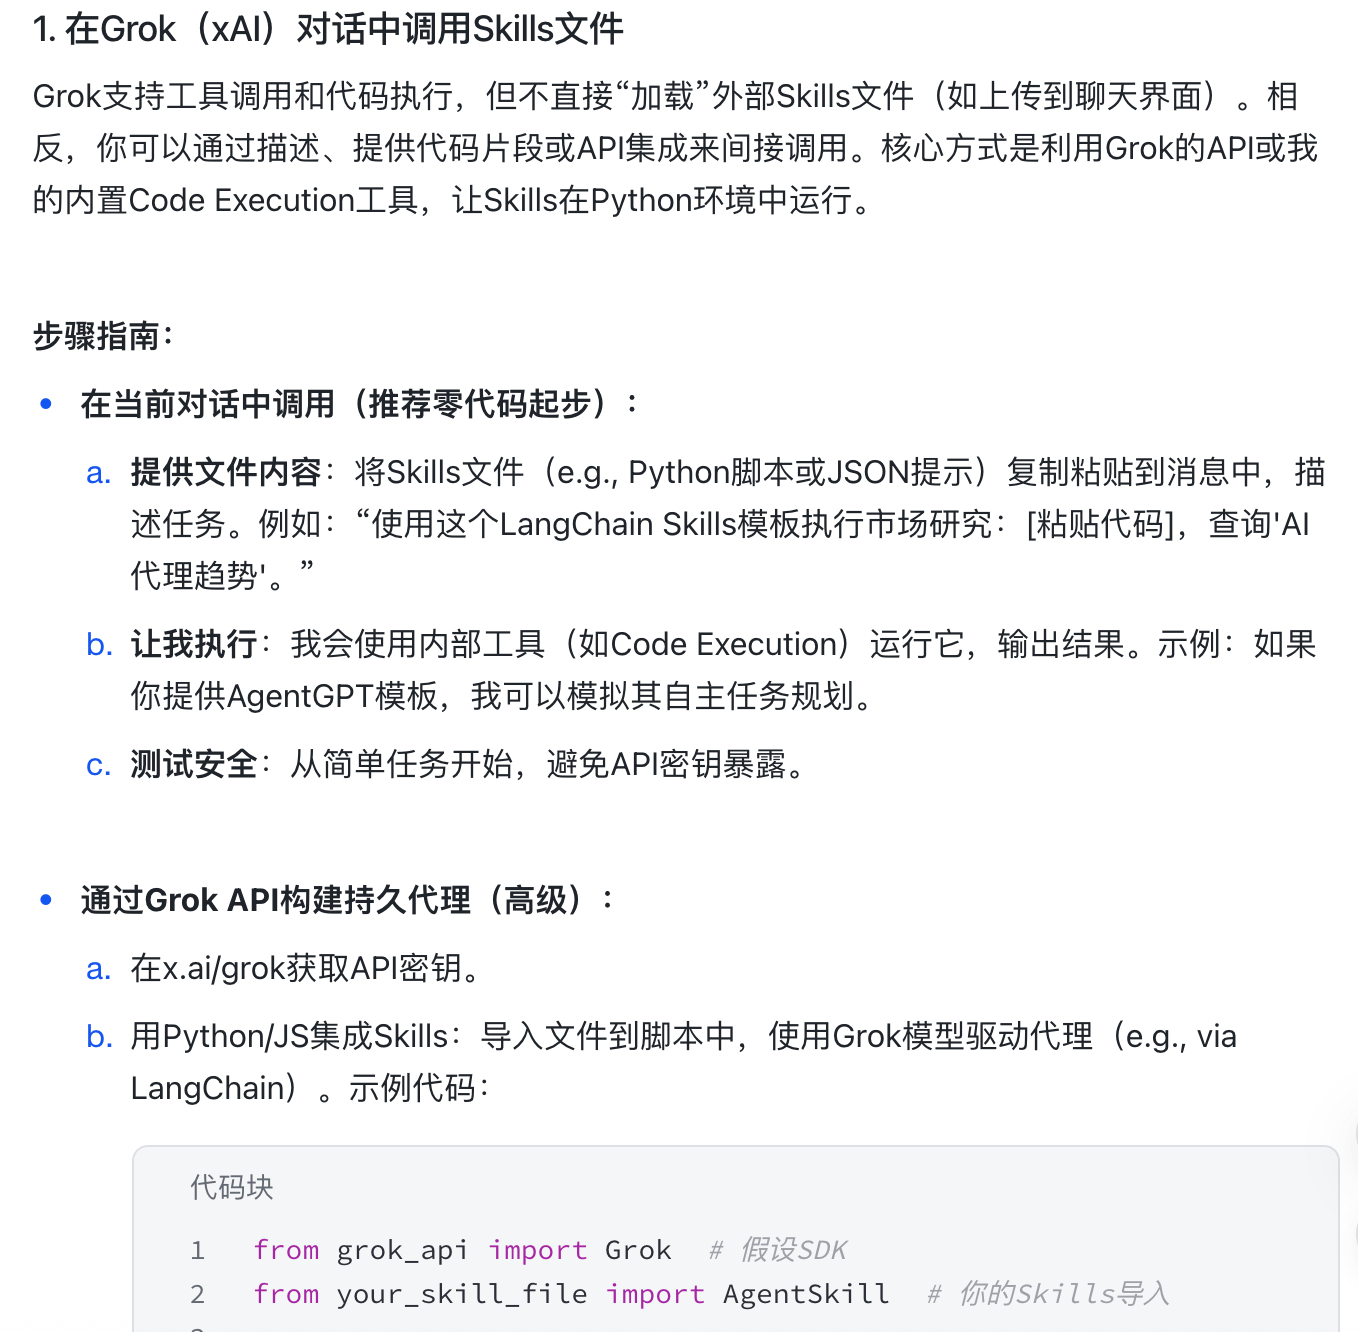 1. 在Grok（xAI）对话中调用Skills文件
Grok支持工具调用和代码执行，但不直接“加载”外部Skills文件（如上传到聊天界面）。相
反，你可以通过描述、提供代码片段或API集成来间接调用。核心方式是利用Grok的API或我
的内置Code Execution工具，让Skills在Python环境中运行。
步骤指南：
• 在当前对话中调用（推荐零代码起步）：
a. 提供文件内容：将Skills文件（e.g., Python脚本或JSON提示）复制粘贴到消息中，描
述任务。例如：“使用这个LangChain Skills模板执行市场研究：[粘贴代码]，查询'AI
代理趋势'。”
b. 让我执行：我会使用内部工具（如Code Execution）运行它，输出结果。示例：如果
你提供AgentGPT模板，我可以模拟其自主任务规划。
c. 测试安全：从简单任务开始，避免API密钥暴露。
• 通过Grok API构建持久代理（高级）：
a. 在x.ai/grok获取API密钥。
b. 用Python/JS集成Skills：导入文件到脚本中，使用Grok模型驱动代理（e.g., via
LangChain）。示例代码：
代码块
1 from grok_api import Grok # 假设SDK
2 from your_skill_file import AgentSkill # 你的Skills导入